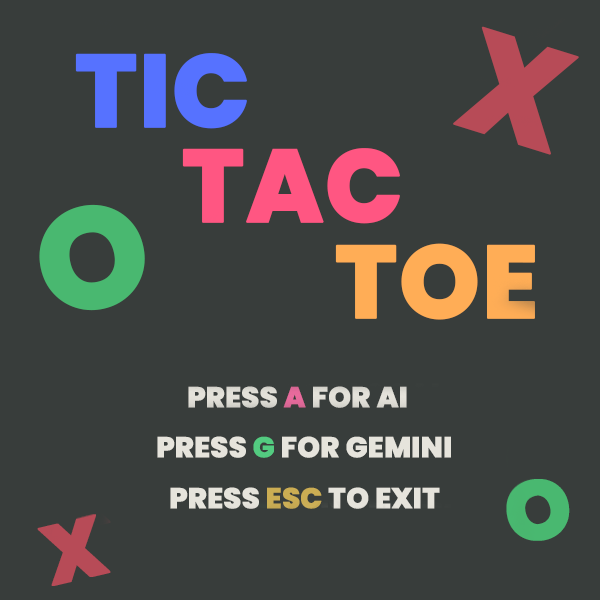 TIC
X
TAC
O
TOE
PRESS A FOR AI
PRESS G FOR GEMINI
PRESS ESC TO EXIT
O
X